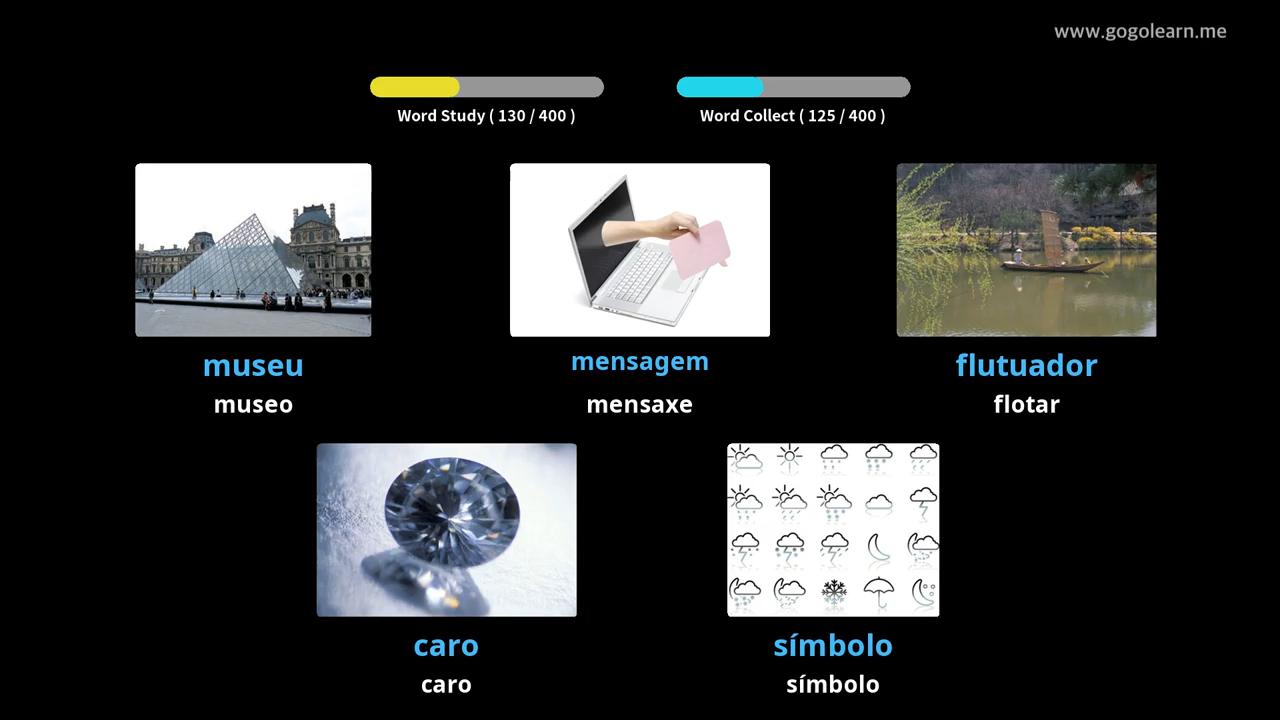 www.gogolearn.me
Word Study ( 130 / 400 )
Word Collect ( 125 / 400 )
museu
museo
mensagem
mensaxe
flutuador
flotar
caro
caro
símbolo
símbolo